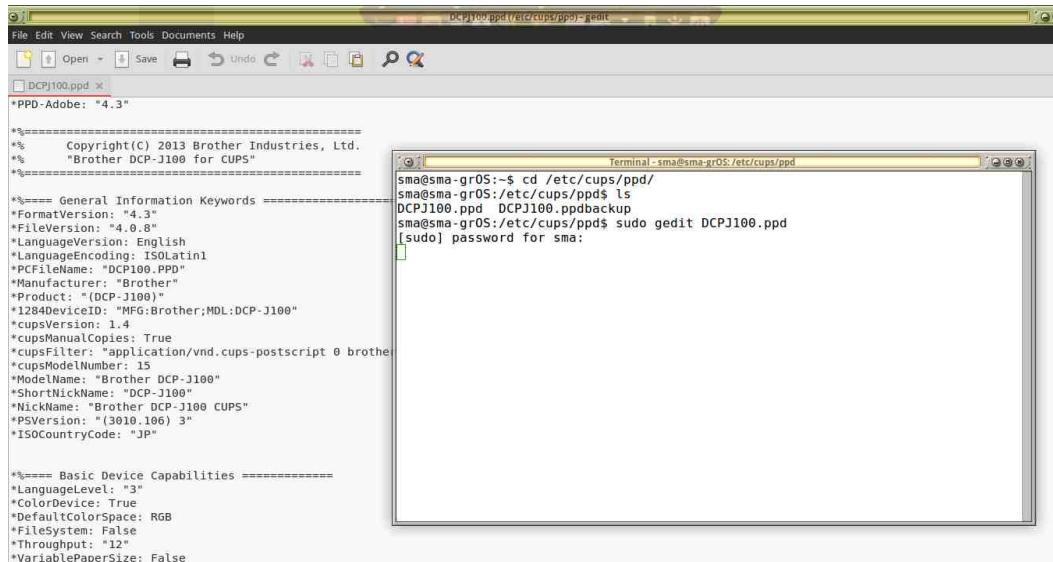 DCPJ100.ppd (/etc/cups/ppd) - gedit
File Edit View Search Tools Documents Help
Open Save Undo
DCPJ100.ppd
*PPD-Adobe: "4.3"
*%================================================
*% Copyright(C) 2013 Brother Industries, Ltd.
*% "Brother DCP-J100 for CUPS"
*%================================================
*%==== General Information Keywords ===================
*FormatVersion: "4.3"
*FileVersion: "4.0.8"
*LanguageVersion: English
*LanguageEncoding: ISOLatin1
*PCFileName: "DCP100.PPD"
*Manufacturer: "Brother"
*Product: "(DCP-J100)"
*1284DeviceID: "MFG:Brother;MDL:DCP-J100"
*cupsVersion: 1.4
*cupsManualCopies: True
*cupsFilter: "application/vnd.cups-postscript 0 brother
*cupsModelNumber: 15
*ModelName: "Brother DCP-J100"
*ShortNickName: "DCP-J100"
*NickName: "Brother DCP-J100 CUPS"
*PSVersion: "(3010.106) 3"
*ISOCountryCode: "JP"
*%==== Basic Device Capabilities =============
*LanguageLevel: "3"
*ColorDevice: True
*DefaultColorSpace: RGB
*FileSystem: False
*Throughput: "12"
*VariablePaperSize: False
Terminal - sma@sma-grOS: /etc/cups/ppd
sma@sma-grOS:~$ cd /etc/cups/ppd/
sma@sma-grOS:/etc/cups/ppd$ ls
DCPJ100.ppd DCPJ100.ppdbackup
sma@sma-grOS:/etc/cups/ppd$ sudo gedit DCPJ100.ppd
[sudo] password for sma: